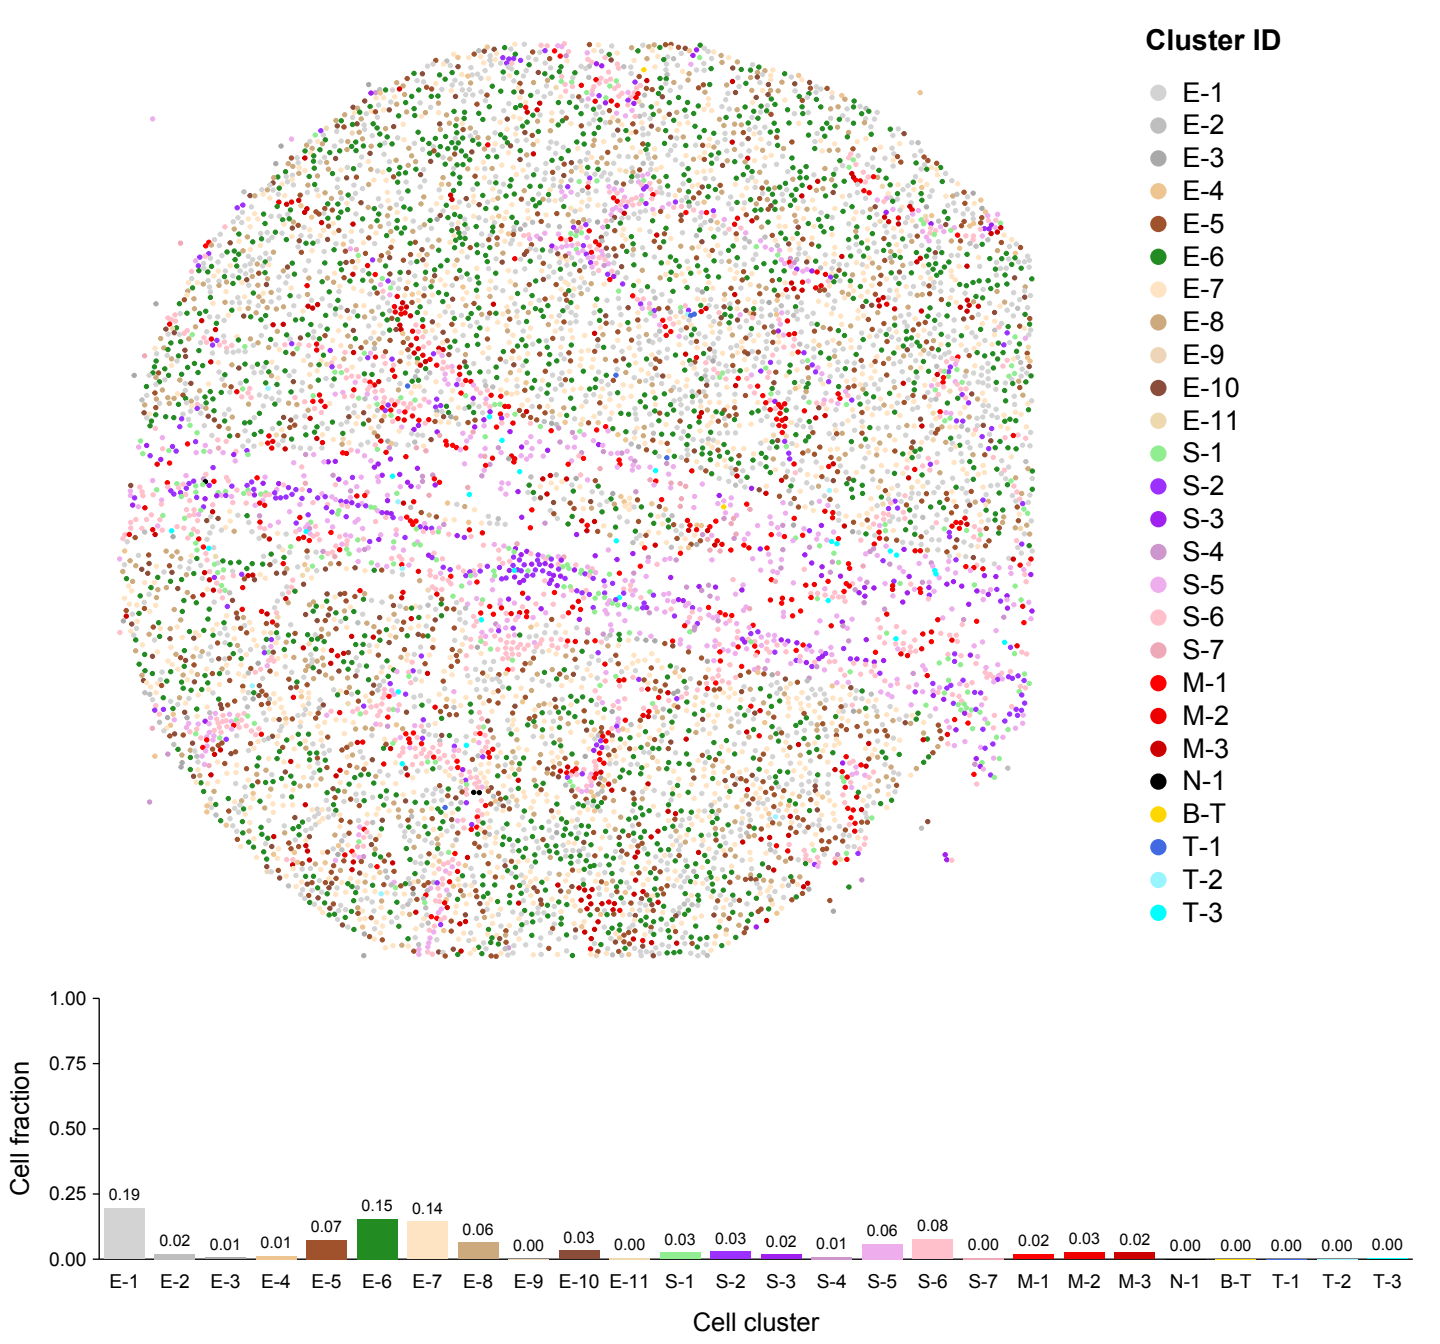 Cluster ID
E-1
E-2
E-3
E-4
E-5
E-6
E-7
E-8
E-9
E-10
E-11
S-1
S-2
S-3
S-4
S-5
S-6
S-7
M-1
M-2
M-3
N-1
B-T
T-1
T-2
T-3
1.00
0.75
0.50
0.25
0.00
Cell fraction
0.19 0.02 0.01 0.01 0.07 0.15 0.14 0.06 0.00 0.03 0.00 0.03 0.03 0.02 0.01 0.06 0.08 0.00 0.02 0.03 0.02 0.00 0.00 0.00 0.00 0.00
E-1 E-2 E-3 E-4 E-5 E-6 E-7 E-8 E-9 E-10 E-11 S-1 S-2 S-3 S-4 S-5 S-6 S-7 M-1 M-2 M-3 N-1 B-T T-1 T-2 T-3
Cell cluster